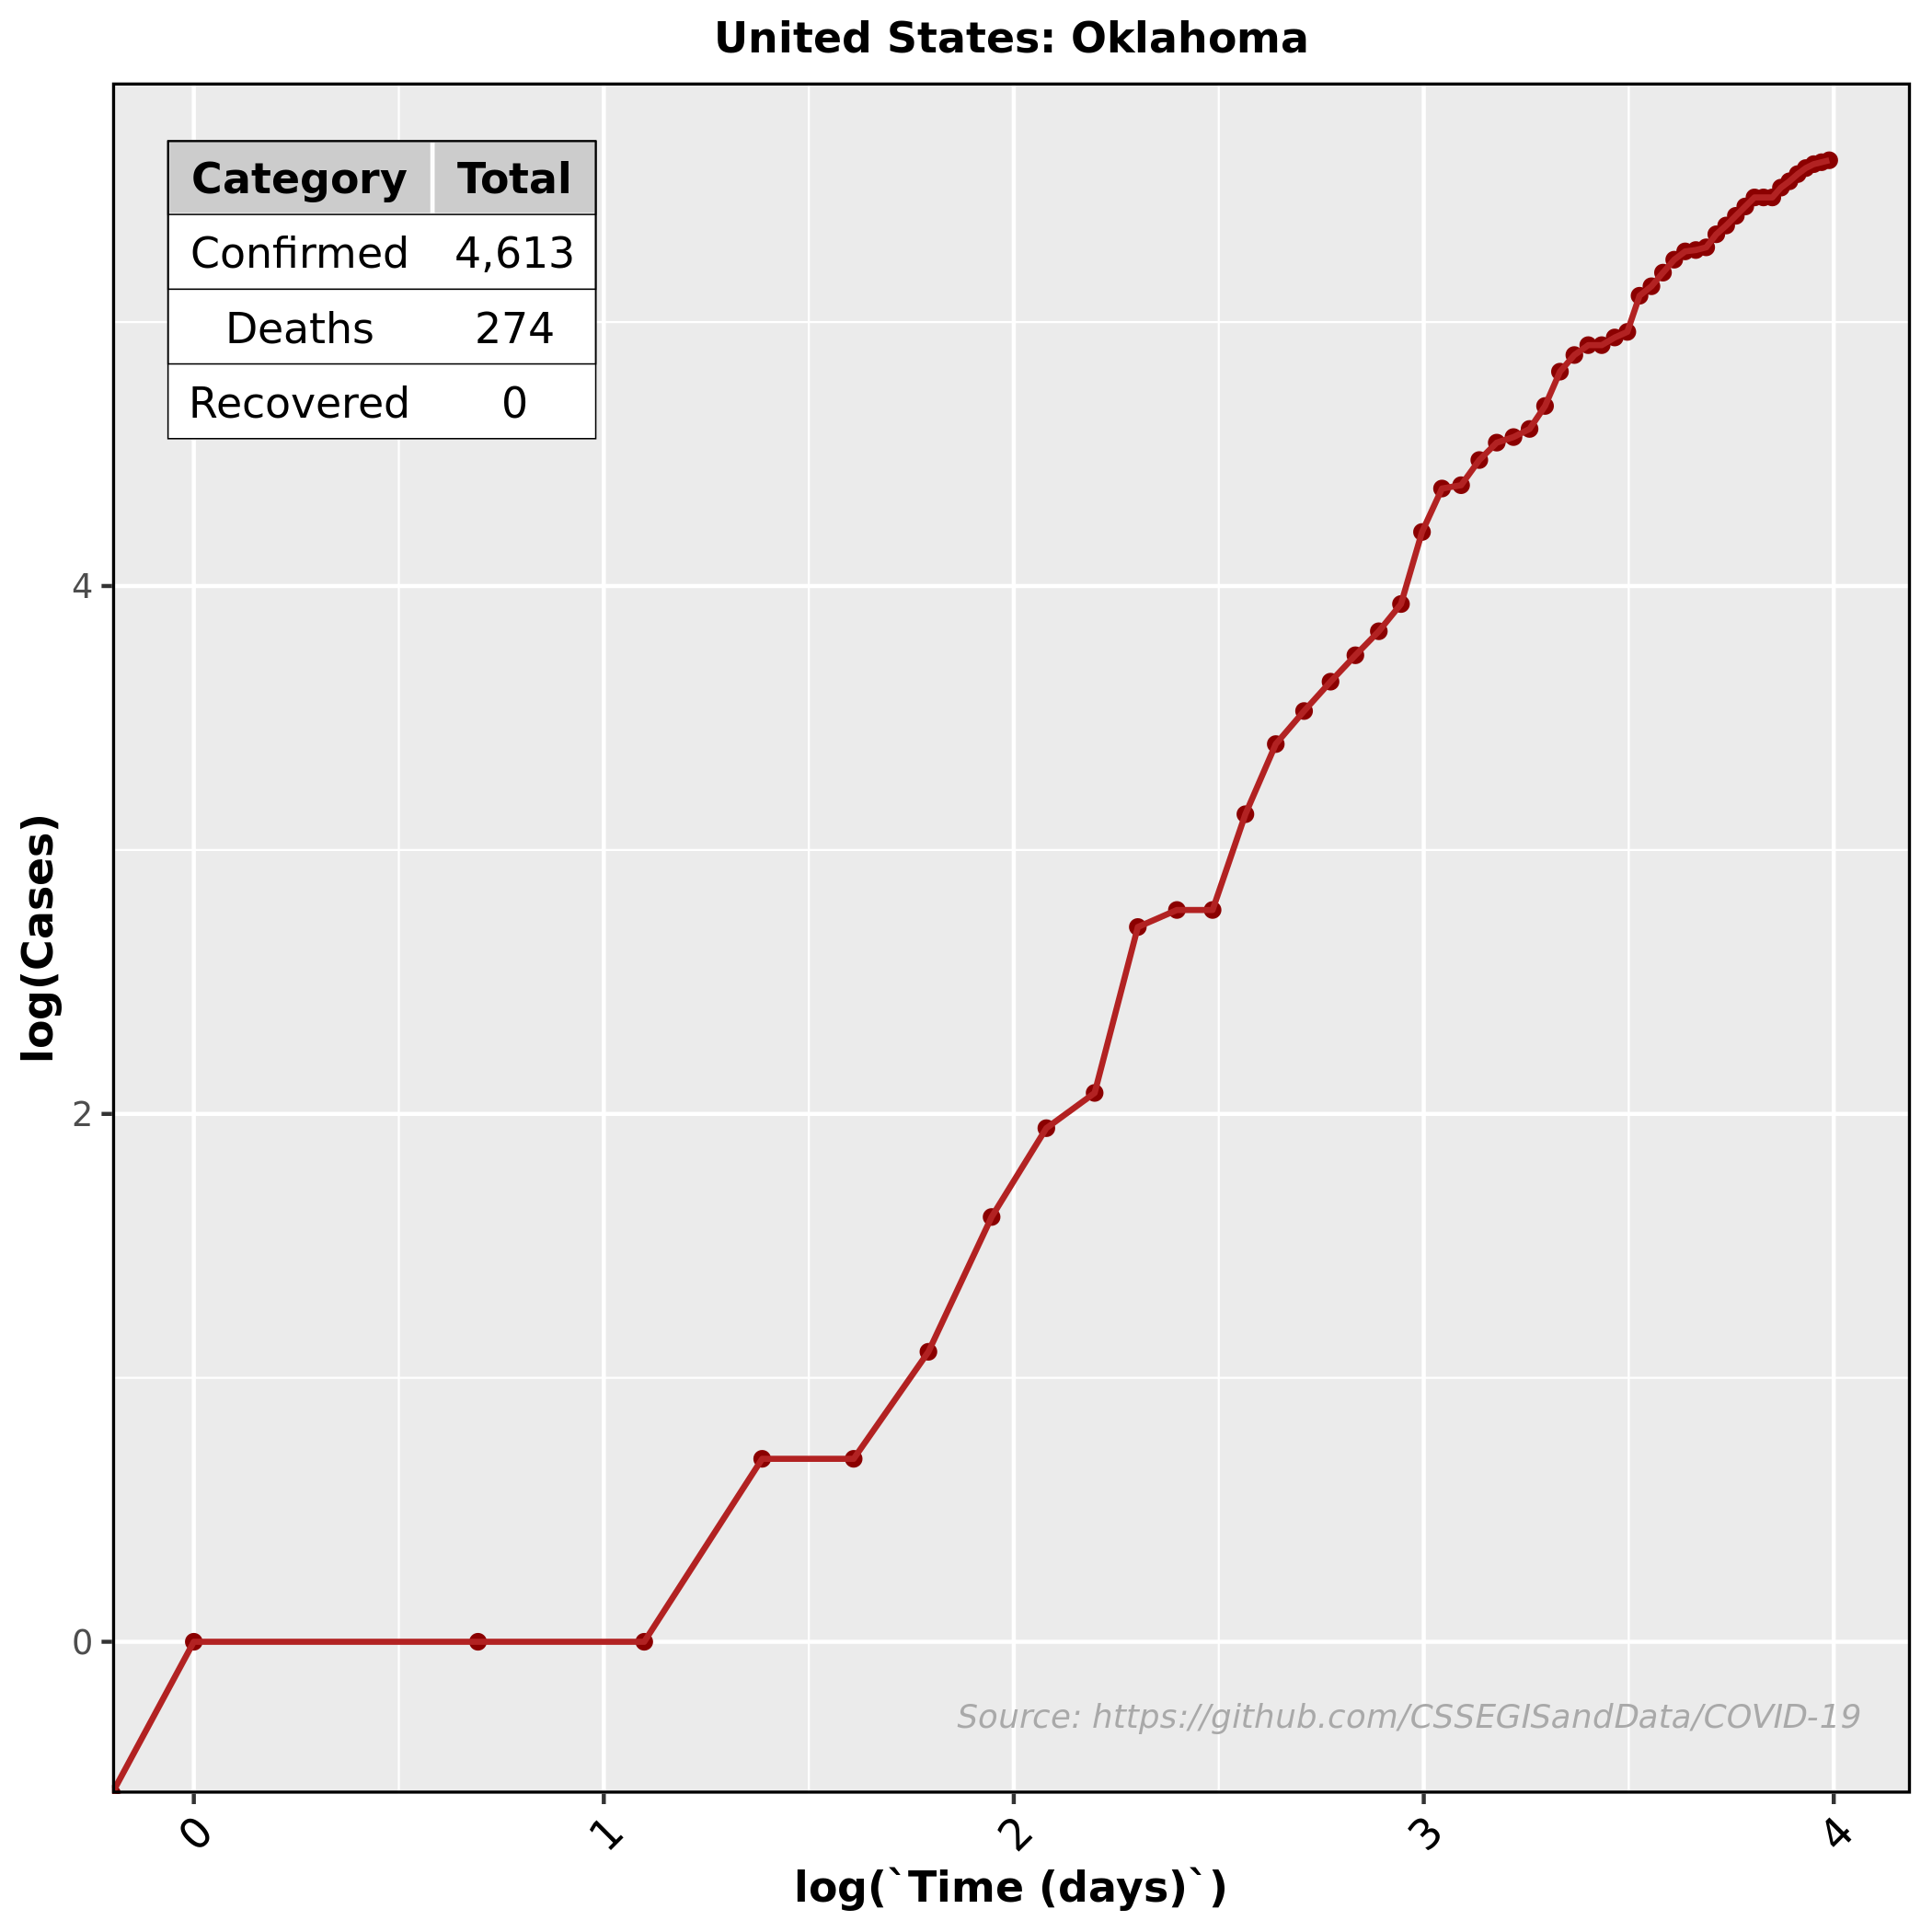 United States: Oklahoma
Category Total
Confirmed 4,613
Deaths 274
Recovered 0
4
2
0
log(Cases)
Source: https://github.com/CSSEGISandData/COVID-19
0 1 2 3 4
log(`Time (days)`)